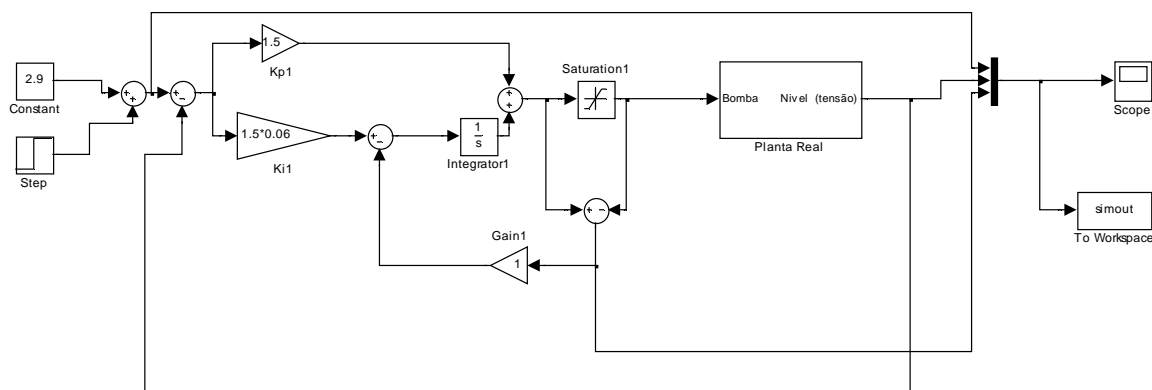 1.5
Kp1
Saturation1
2.9
Constant
Bomba
Nivel (tensão)
Scope
1.5*0.06
1
s
Step
Ki1
Integrator1
Planta Real
simout
To Workspace
Gain1
1